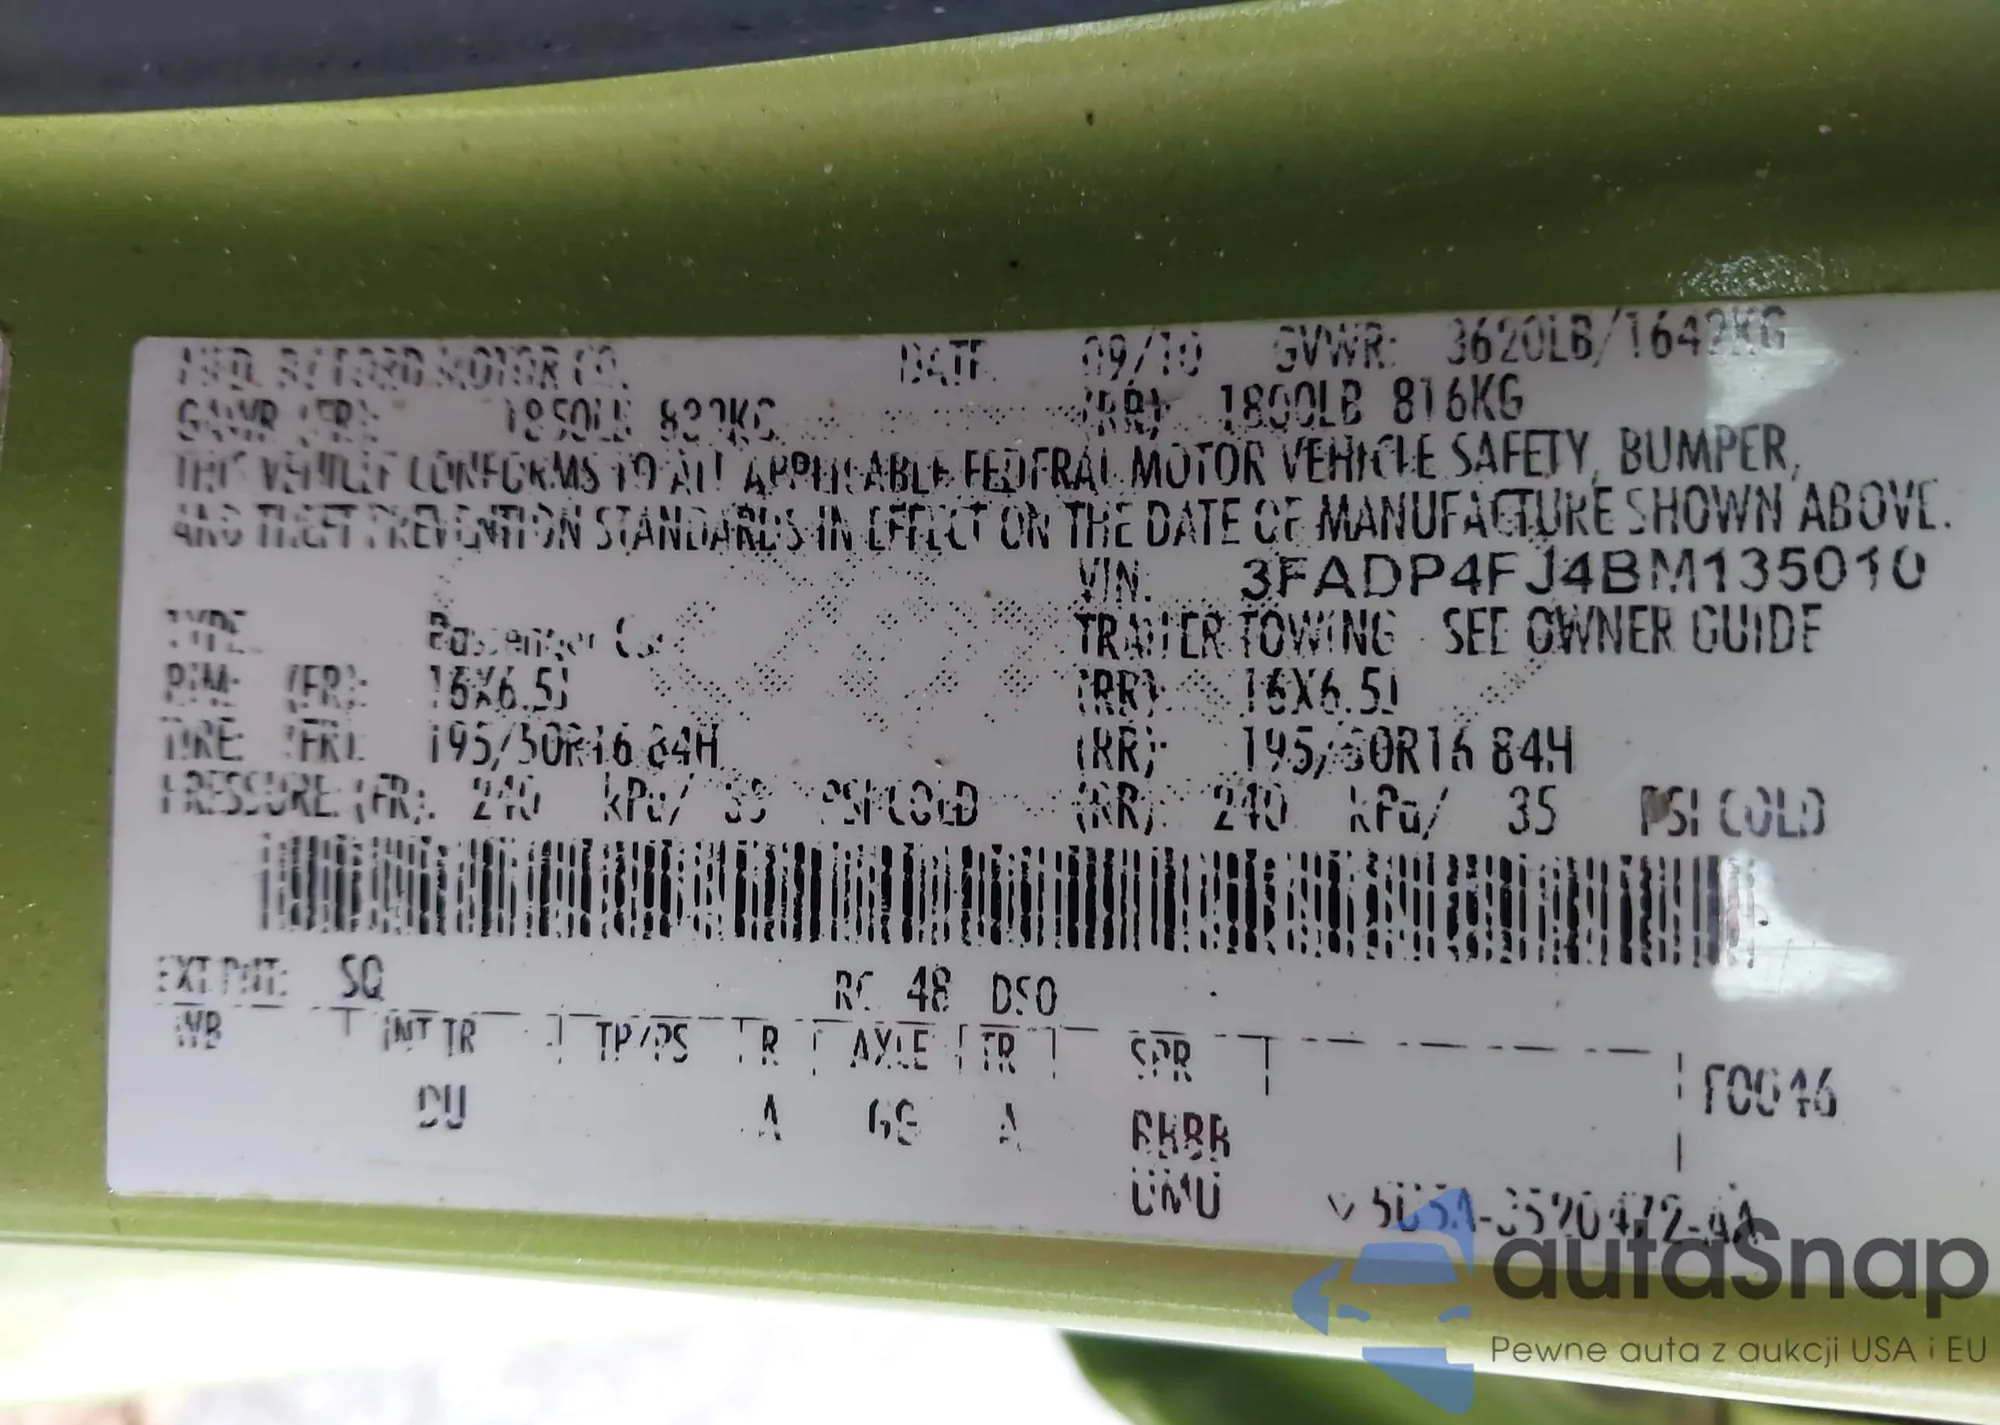 MFD. BY FORD MOTOR CO. DATE: 09/10 GVWR: 3620LB/1642KG
GAWR (FR): 1850LB 839KG (RR): 1800LB 816KG
THIS VEHICLE CONFORMS TO ALL APPLICABLE FEDERAL MOTOR VEHICLE SAFETY, BUMPER,
AND THEFT PREVENTION STANDARDS IN EFFECT ON THE DATE OF MANUFACTURE SHOWN ABOVE.
VIN: 3FADP4FJ4BM135010
TYPE: Passenger Car TRAILER TOWING - SEE OWNER GUIDE
RIM: (FR): 16X6.5J (RR): 16X6.5J
TIRE: (FR): 195/50R16 84H (RR): 195/50R16 84H
PRESSURE: (FR): 240 kPa/ 35 PSI COLD (RR): 240 kPa/ 35 PSI COLD
EXT PNT: SQ RC: 48 DSO
WB INT TR TP/PS R AXLE TR SPR F0046
A A
autaSnap
Pewne auta z aukcji USA i EU